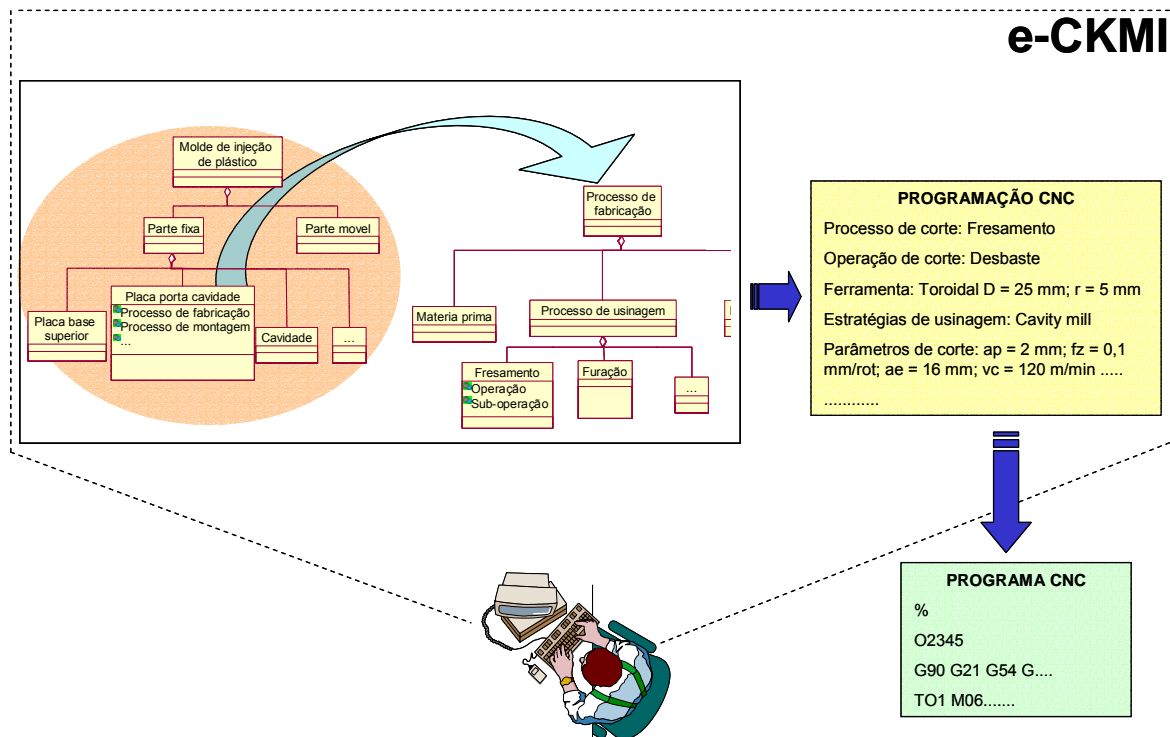 e-CKMI
Molde de injeção
de plástico
Parte fixa
Parte movel
Placa base
superior
Placa porta cavidade
Processo de fabricação
Processo de montagem
...
Cavidade
...
Processo de
fabricação
Materia prima
Processo de usinagem
Fresamento
Operação
Sub-operação
Furação
...
PROGRAMAÇÃO CNC
Processo de corte: Fresamento
Operação de corte: Desbaste
Ferramenta: Toroidal D = 25 mm; r = 5 mm
Estratégias de usinagem: Cavity mill
Parâmetros de corte: ap = 2 mm; fz = 0,1
mm/rot; ae = 16 mm; vc = 120 m/min .....
............
PROGRAMA CNC
%
O2345
G90 G21 G54 G....
TO1 M06.......